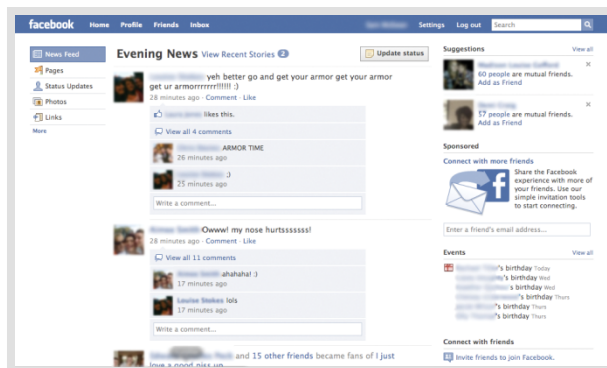 facebook Home Profile Friends Inbox Settings Log out Search
News Feed
Pages
Status Updates
Photos
Links
More
Evening News View Recent Stories 2
Update status
yeh better go and get your armor get your armor
get ur armorrrrrrr!!!!!! :)
28 minutes ago · Comment · Like
likes this.
View all 4 comments
ARMOR TIME
26 minutes ago
;)
25 minutes ago
Write a comment...
Owww! my nose hurtsssssss!
28 minutes ago · Comment · Like
View all 11 comments
ahahaha! :)
17 minutes ago
Louise Stokes lols
17 minutes ago
Write a comment...
and 15 other friends became fans of I just
love a good piss up
Suggestions View all
60 people are mutual friends.
Add as Friend
57 people are mutual friends.
Add as Friend
Sponsored
Connect with more friends
Share the Facebook
experience with more of
your friends. Use our
simple invitation tools
to start connecting.
Enter a friend's email address...
Events View all
's birthday Today
's birthday Wed
's birthday Wed
's birthday Thurs
's birthday Thurs
's birthday Thurs
Connect with friends
Invite friends to join Facebook.